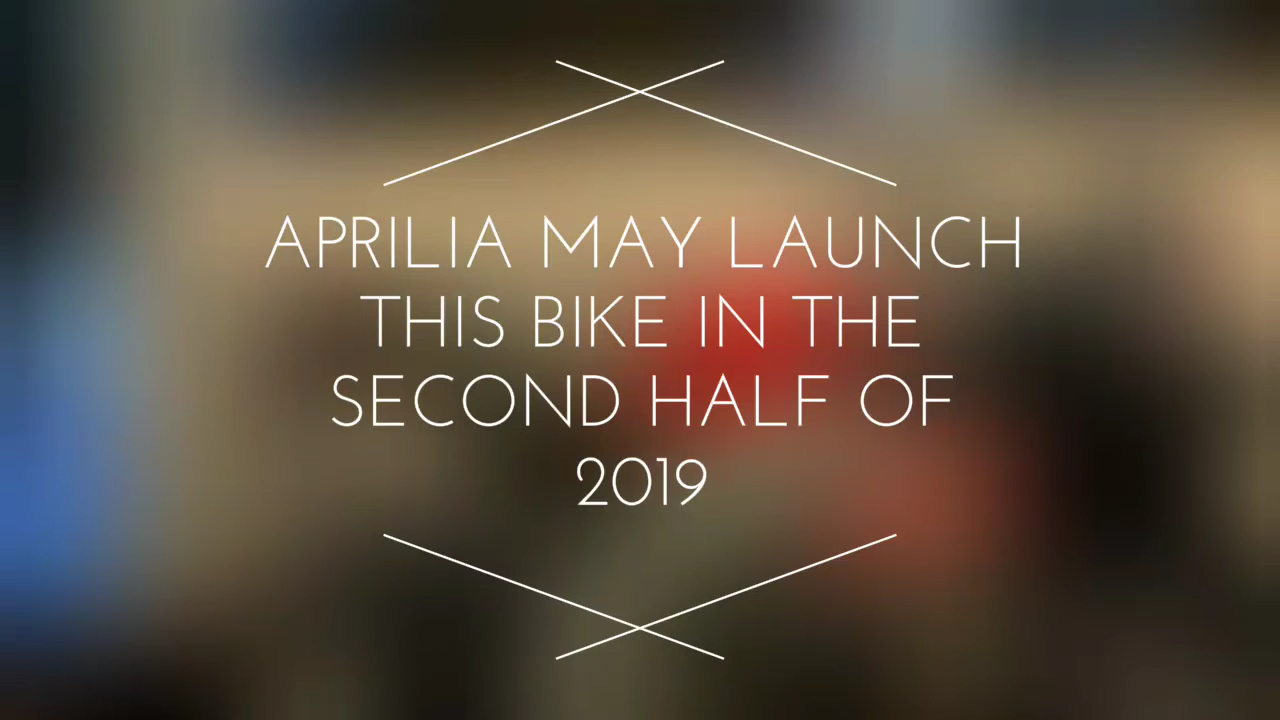 APRILIA MAY LAUNCH
THIS BIKE IN THE
SECOND HALF OF
2019